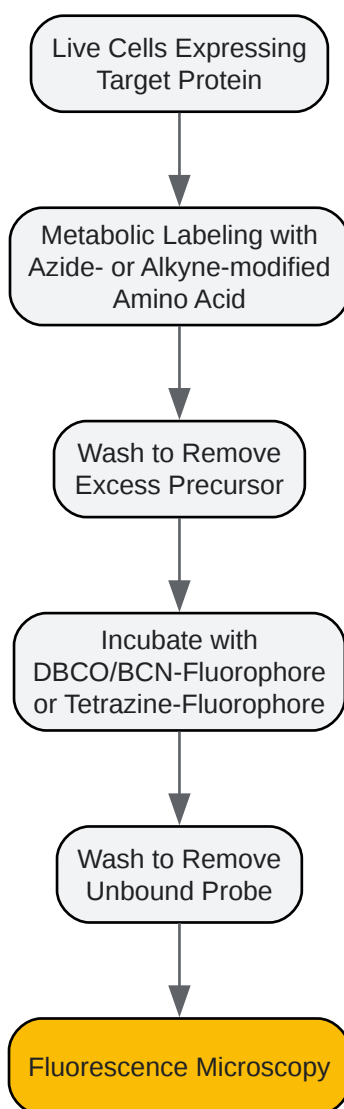 Live Cells Expressing
Target Protein
Metabolic Labeling with
Azide- or Alkyne-modified
Amino Acid
Wash to Remove
Excess Precursor
Incubate with
DBCO/BCN-Fluorophore
or Tetrazine-Fluorophore
Wash to Remove
Unbound Probe
Fluorescence Microscopy